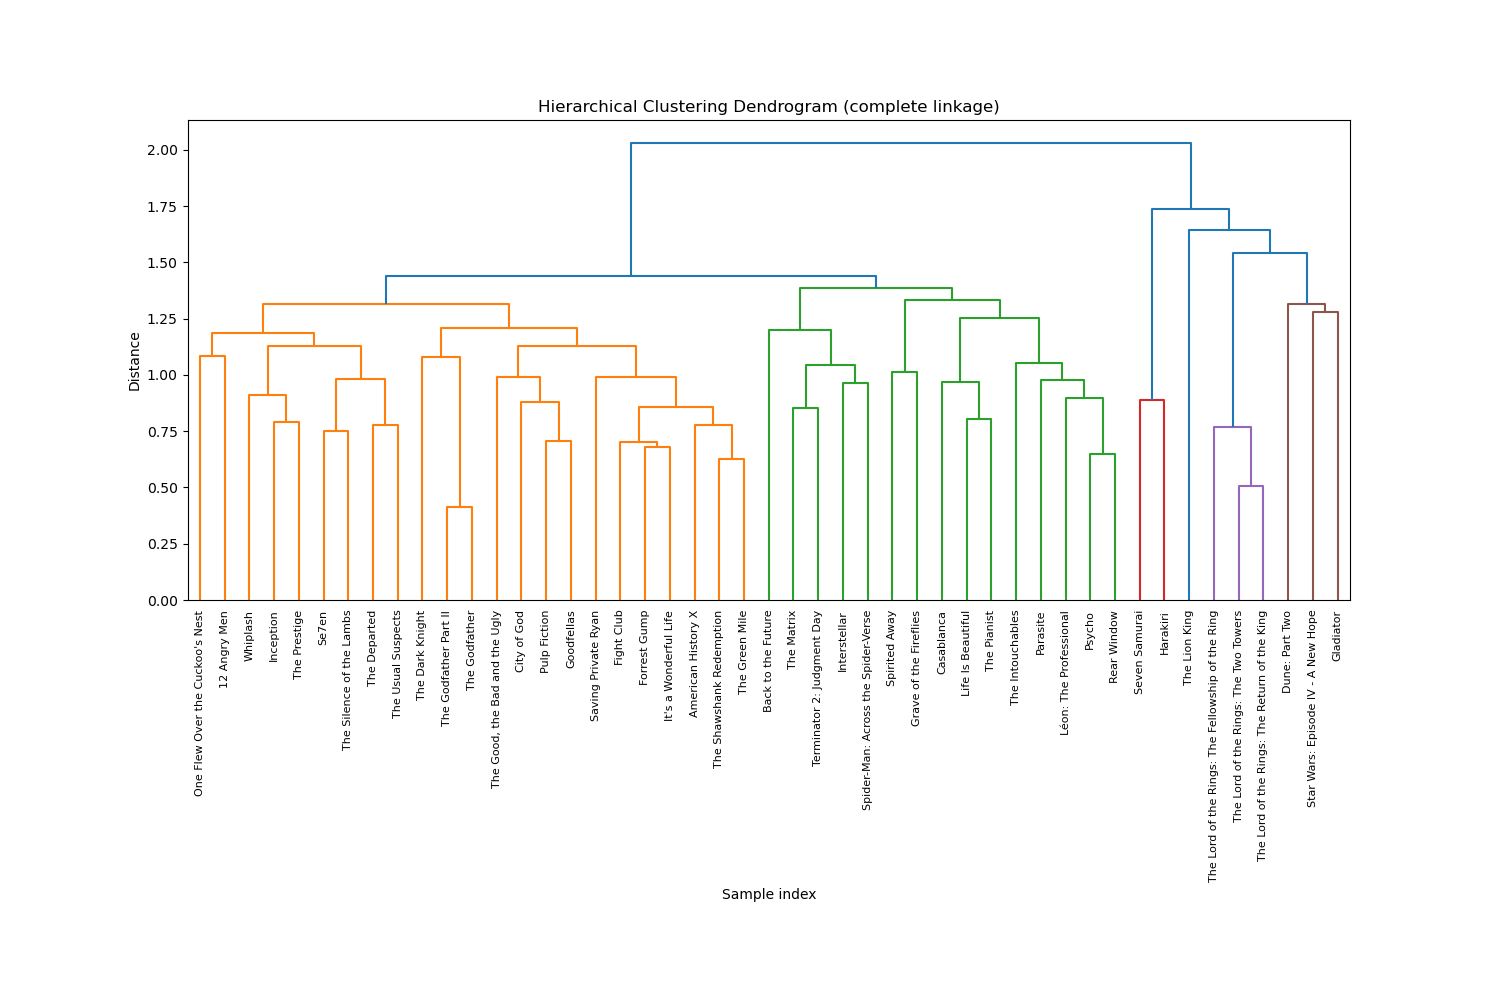 Hierarchical Clustering Dendrogram (complete linkage)
Distance
2.00
1.75
1.50
1.25
1.00
0.75
0.50
0.25
0.00
One Flew Over the Cuckoo's Nest
12 Angry Men
Whiplash
Inception
The Prestige
Se7en
The Silence of the Lambs
The Departed
The Usual Suspects
The Dark Knight
The Godfather Part II
The Godfather
The Good, the Bad and the Ugly
City of God
Pulp Fiction
Goodfellas
Saving Private Ryan
Fight Club
Forrest Gump
It's a Wonderful Life
American History X
The Shawshank Redemption
The Green Mile
Back to the Future
The Matrix
Terminator 2: Judgment Day
Interstellar
Spider-Man: Across the Spider-Verse
Spirited Away
Grave of the Fireflies
Casablanca
Life Is Beautiful
The Pianist
The Intouchables
Parasite
Léon: The Professional
Psycho
Rear Window
Seven Samurai
Harakiri
The Lion King
The Lord of the Rings: The Fellowship of the Ring
The Lord of the Rings: The Two Towers
The Lord of the Rings: The Return of the King
Dune: Part Two
Star Wars: Episode IV - A New Hope
Gladiator
Sample index